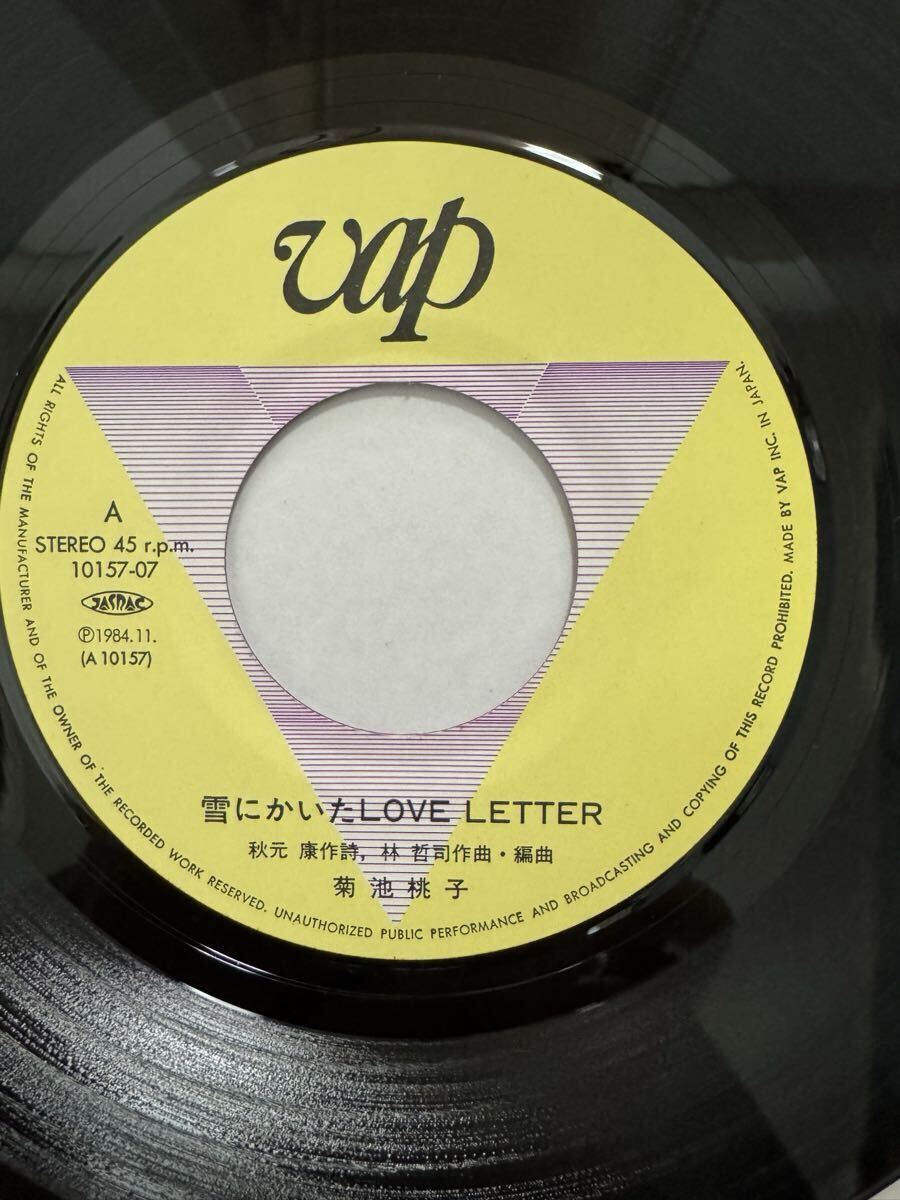 vap
A
STEREO 45 r.p.m.
10157-07
JASRAC
Ⓟ1984.11.
(A 10157)
雪にかいたLOVE LETTER
秋元 康作詩, 林 哲司作曲・編曲
菊池桃子
ALL RIGHTS OF THE MANUFACTURER AND OF THE OWNER OF THE RECORDED WORK RESERVED. UNAUTHORIZED PUBLIC PERFORMANCE AND BROADCASTING AND COPYING OF THIS RECORD PROHIBITED. MADE BY VAP INC. IN JAPAN.